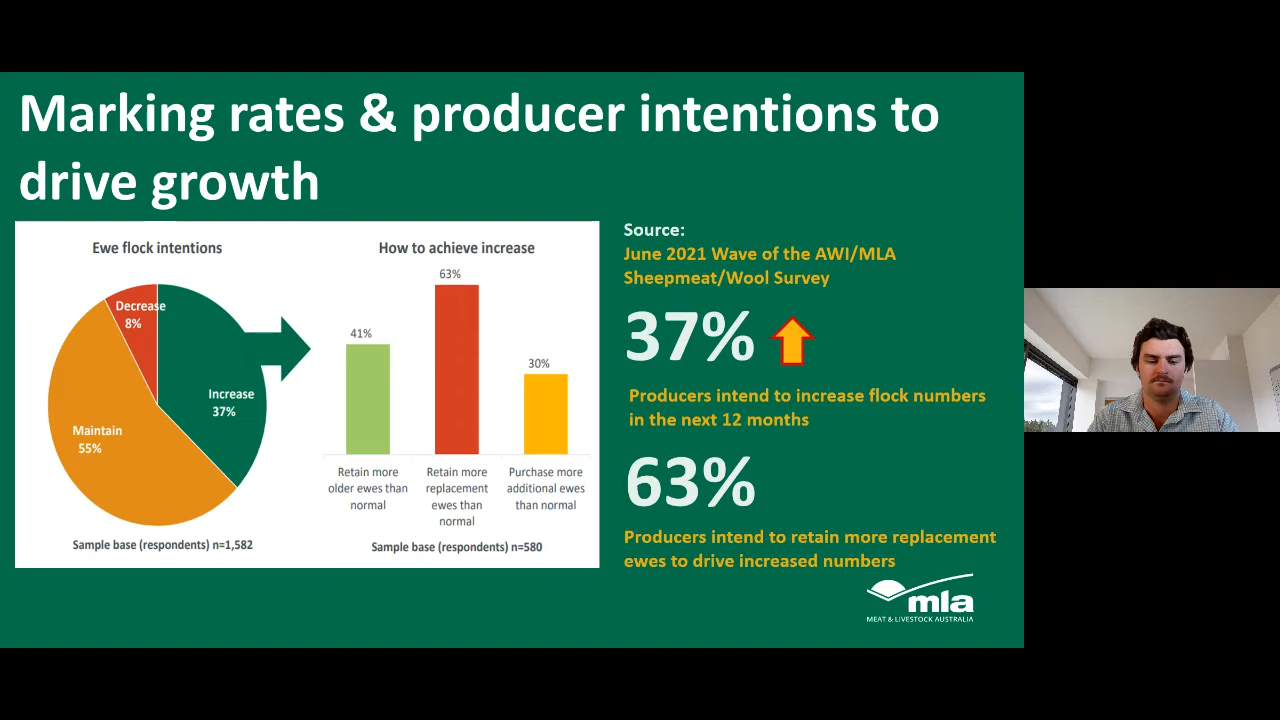 Marking rates & producer intentions to
drive growth
Ewe flock intentions
Decrease
8%
Increase
37%
Maintain
55%
Sample base (respondents) n=1,582
How to achieve increase
41%
63%
30%
Retain more
older ewes than
normal
Retain more
replacement
ewes than
normal
Purchase more
additional ewes
than normal
Sample base (respondents) n=580
Source:
June 2021 Wave of the AWI/MLA
Sheepmeat/Wool Survey
37%
Producers intend to increase flock numbers
in the next 12 months
63%
Producers intend to retain more replacement
ewes to drive increased numbers
mla
MEAT & LIVESTOCK AUSTRALIA